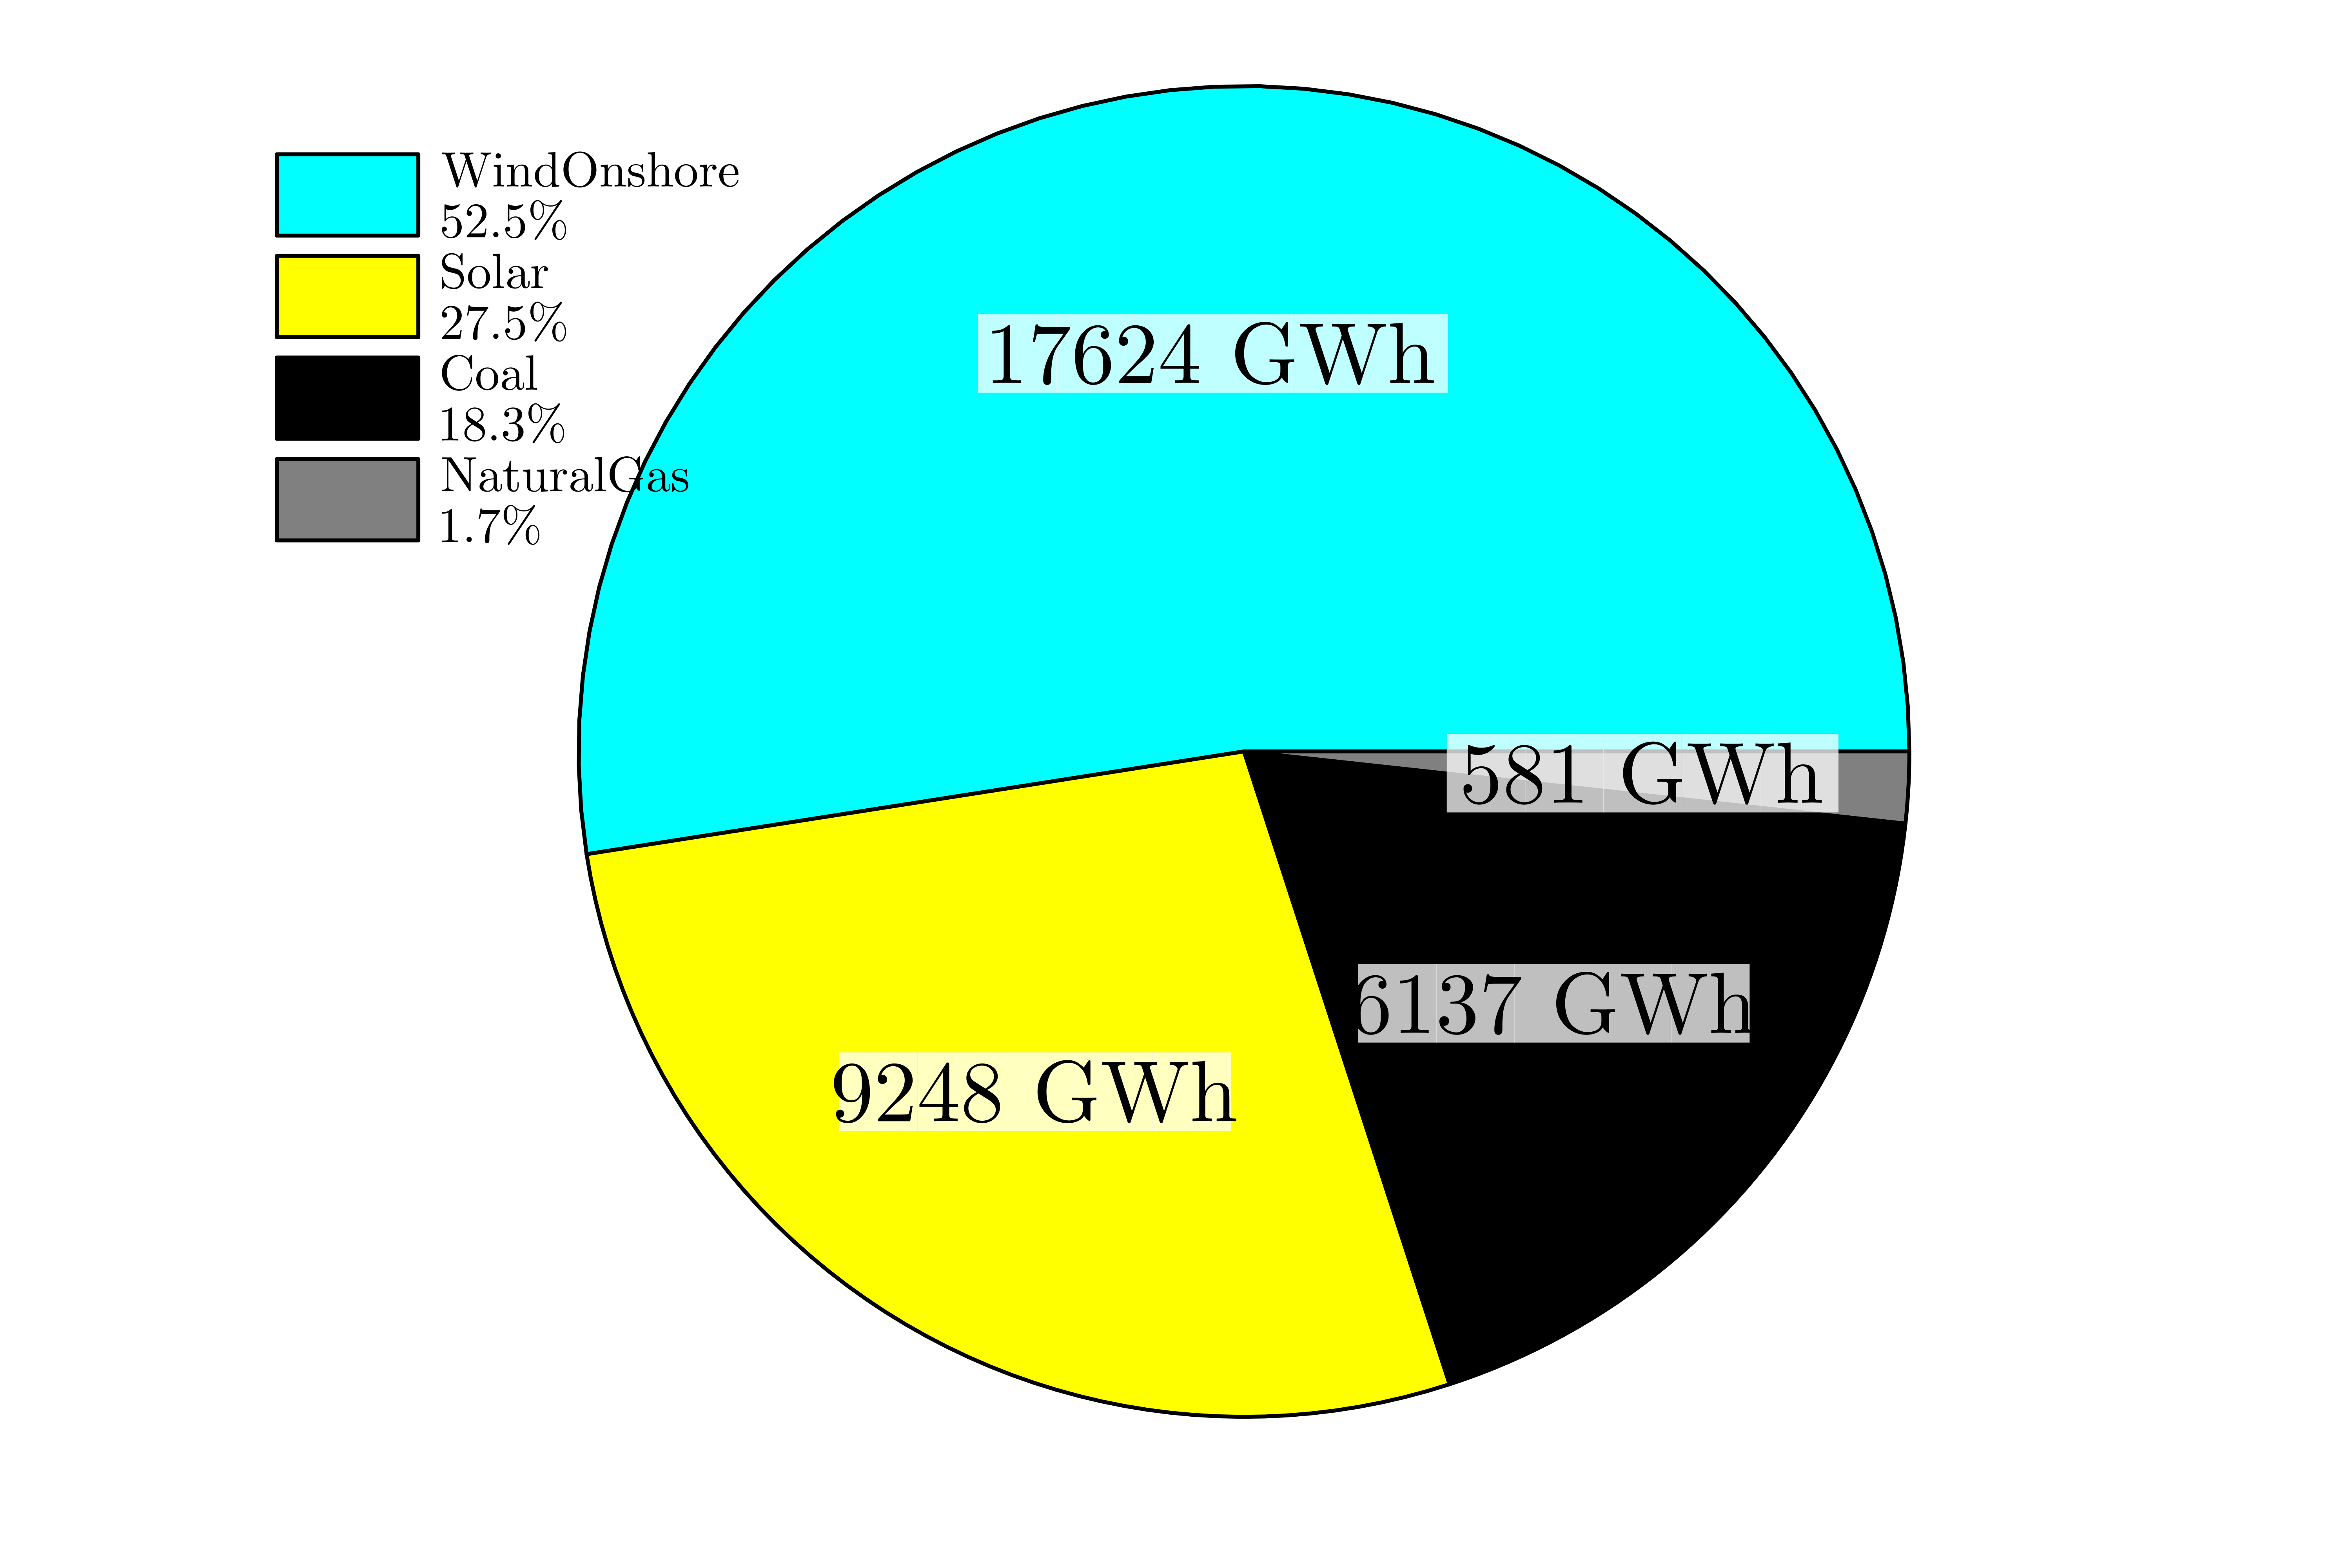 WindOnshore
52.5%
Solar
27.5%
Coal
18.3%
NaturalGas
1.7%
17624 GWh
581 GWh
6137 GWh
9248 GWh